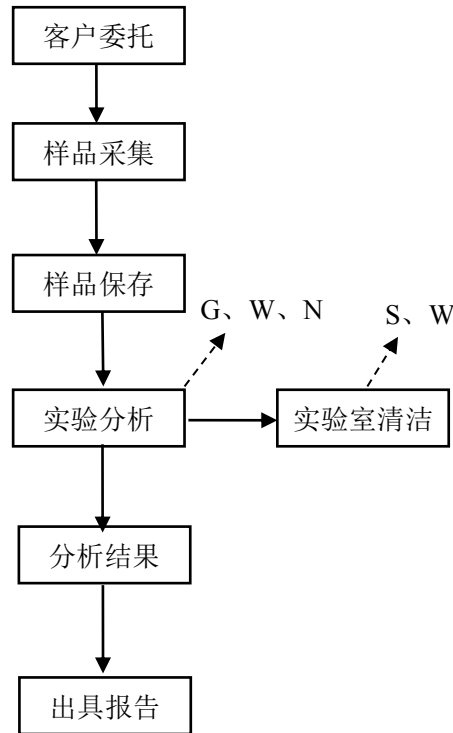 客户委托
样品采集
样品保存
G、W、N
S、W
实验分析
实验室清洁
分析结果
出具报告